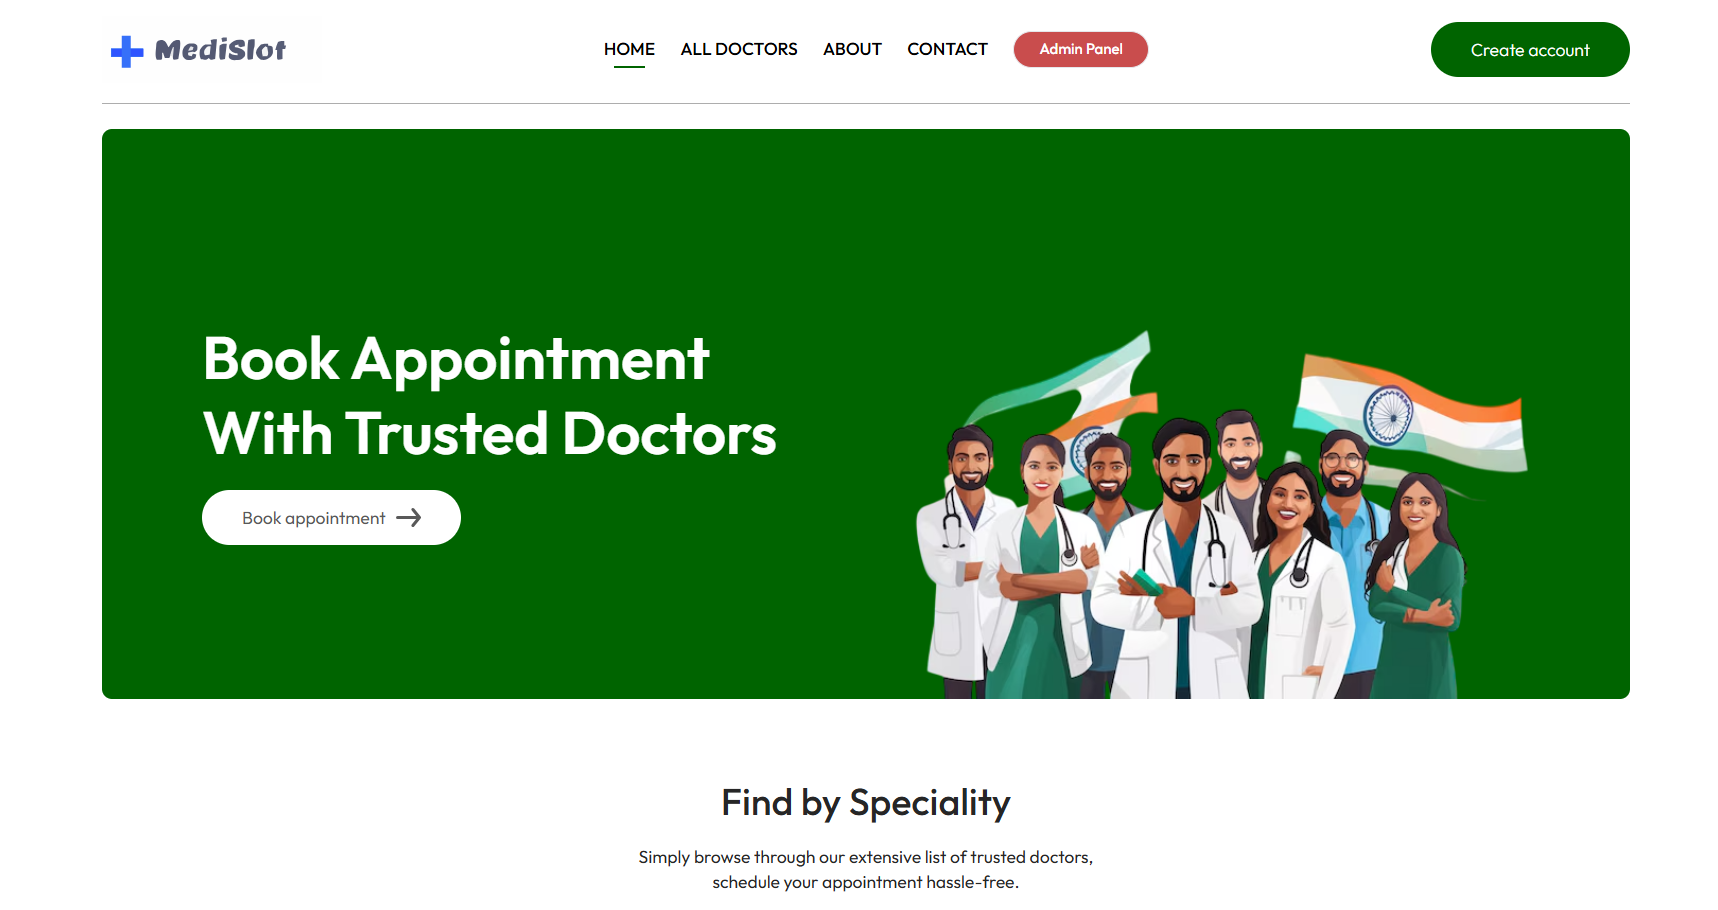 MediSlot
HOME ALL DOCTORS ABOUT CONTACT Admin Panel
Create account
Book Appointment
With Trusted Doctors
Book appointment
Find by Speciality
Simply browse through our extensive list of trusted doctors,
schedule your appointment hassle-free.